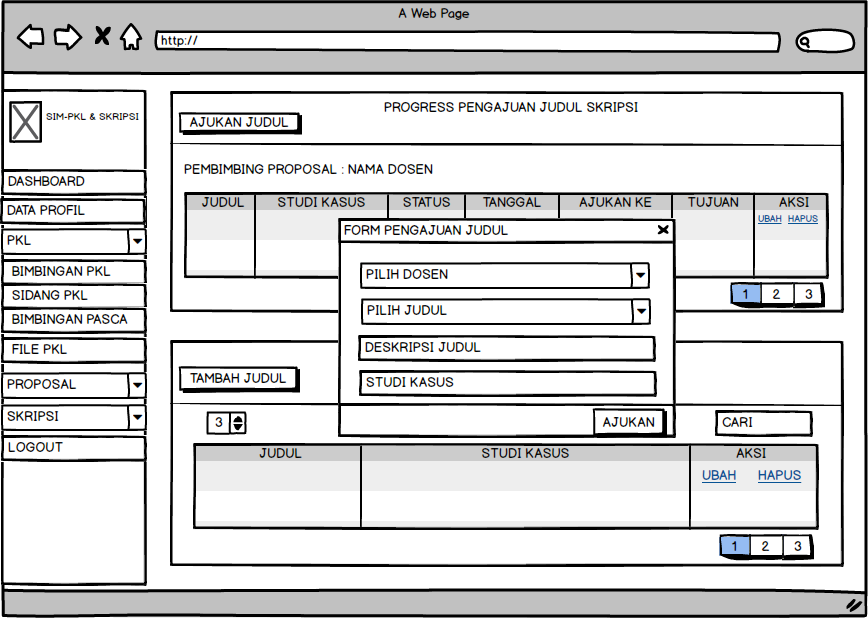 A Web Page
http://
SIM-PKL & SKRIPSI
DASHBOARD
DATA PROFIL
PKL
BIMBINGAN PKL
SIDANG PKL
BIMBINGAN PASCA
FILE PKL
PROPOSAL
SKRIPSI
LOGOUT
PROGRESS PENGAJUAN JUDUL SKRIPSI
AJUKAN JUDUL
PEMBIMBING PROPOSAL : NAMA DOSEN
JUDUL STUDI KASUS STATUS TANGGAL AJUKAN KE TUJUAN AKSI
UBAH HAPUS
1 2 3
FORM PENGAJUAN JUDUL
PILIH DOSEN
PILIH JUDUL
DESKRIPSI JUDUL
STUDI KASUS
AJUKAN
TAMBAH JUDUL
3
CARI
JUDUL STUDI KASUS AKSI
UBAH HAPUS
1 2 3